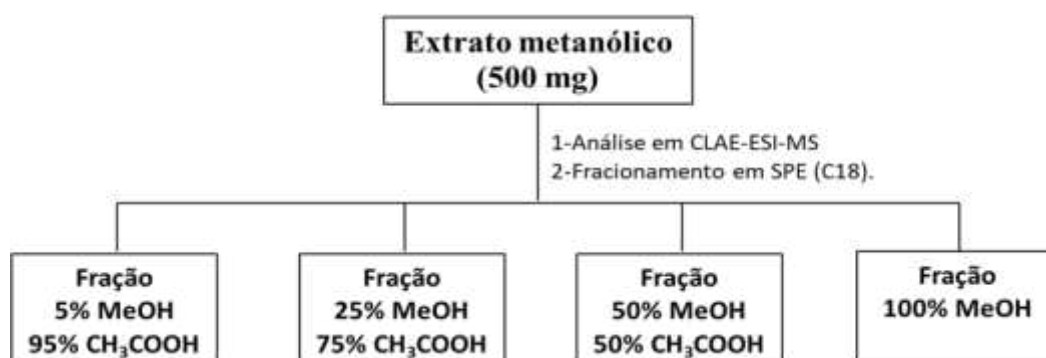 Extrato metanólico
(500 mg)
1-Análise em CLAE-ESI-MS
2-Fracionamento em SPE (C18).
Fração
5% MeOH
95% CH₃COOH
Fração
25% MeOH
75% CH₃COOH
Fração
50% MeOH
50% CH₃COOH
Fração
100% MeOH